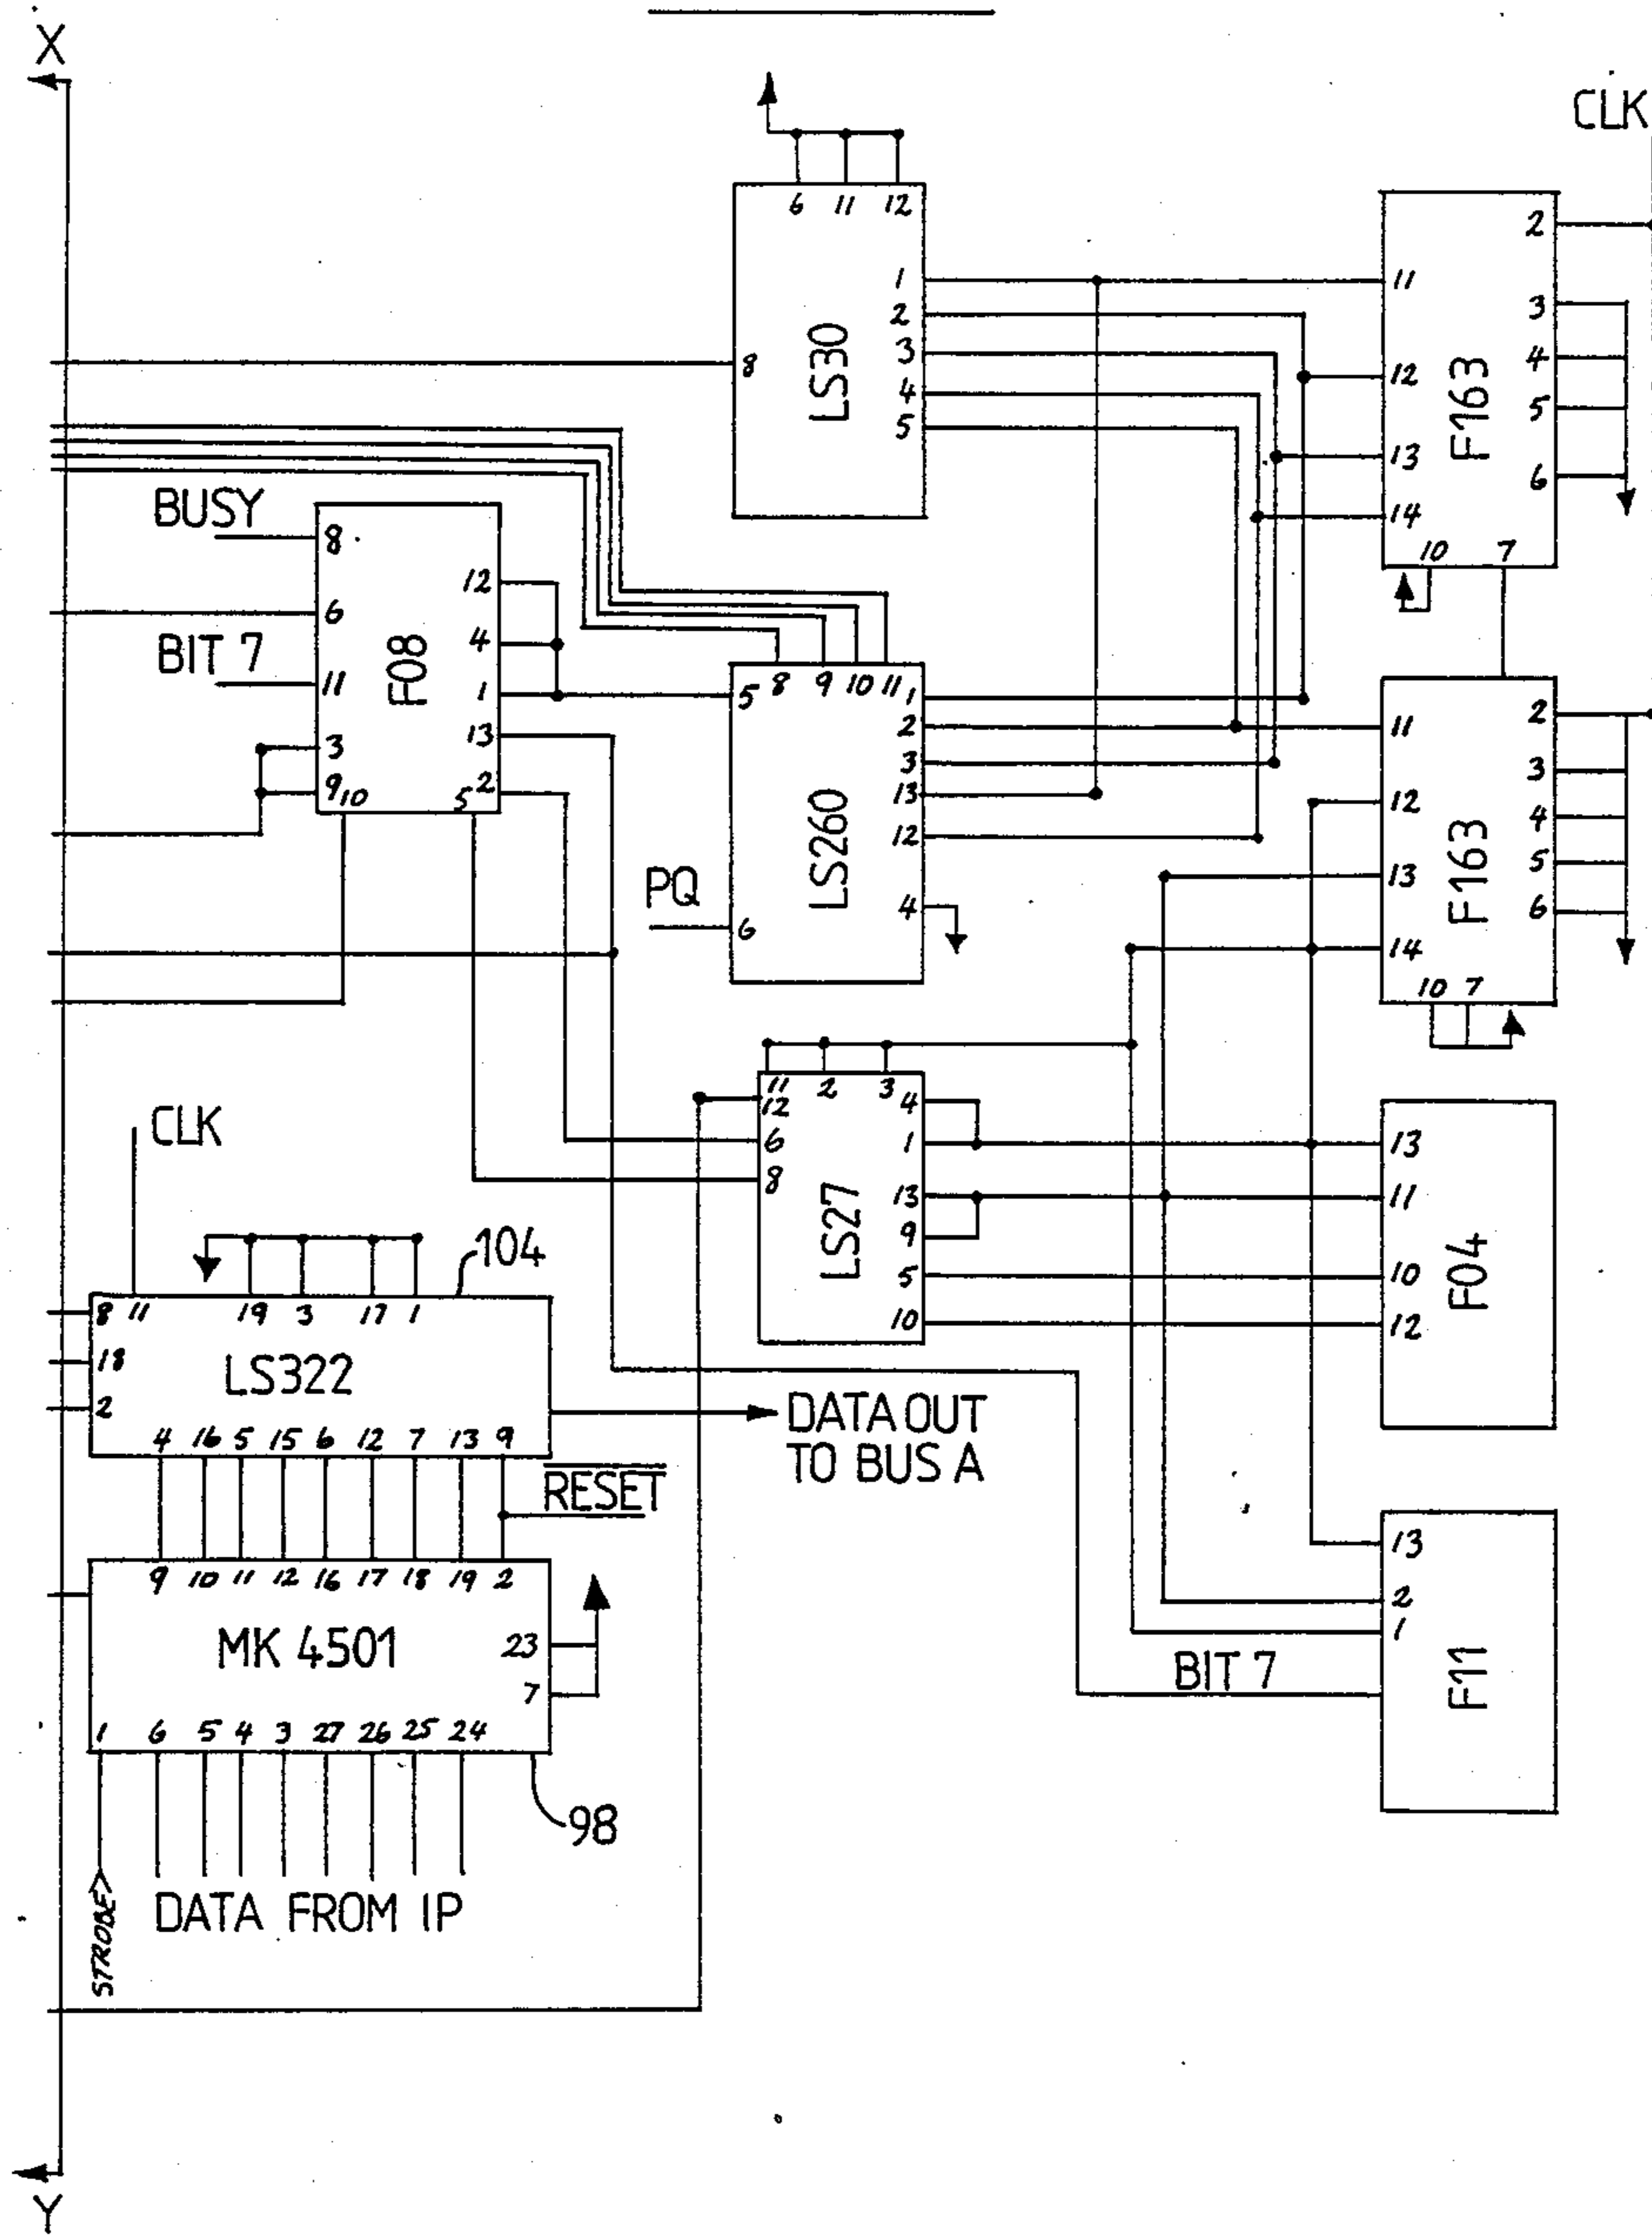 X
CLK
6 11 12
1
2
3
4
5
8
LS30
2
11
3
12
4
5
13
6
14
10 7
F163
BUSY
8
12
6
4
BIT 7
11
1
13
3
9
10
5
2
F08
8 9 10 11
5
1
2
3
13
12
PQ
6
4
LS260
2
11
3
12
4
5
13
6
14
10 7
F163
11 2 3
12
4
6
1
8
13
9
5
10
LS27
13
11
10
12
F04
CLK
104
8 11 19 3 17 1
18
LS322
2
4 16 5 15 6 12 7 13 9
DATA OUT
TO BUS A
RESET
9 10 11 12 16 17 18 19 2
MK 4501
23
7
1 6 5 4 3 27 26 25 24
98
STROBE
DATA FROM IP
13
2
1
BIT 7
F11
Y